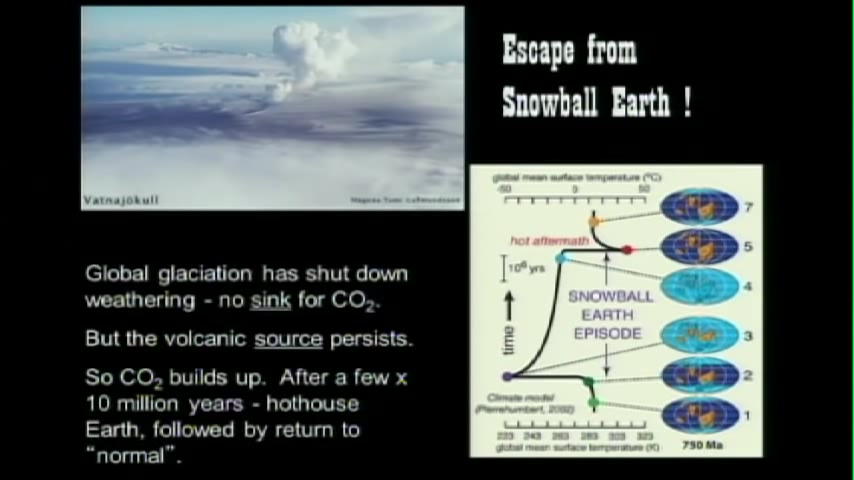 Escape from
Snowball Earth !
Vatnajökull
Global glaciation has shut down
weathering - no sink for CO₂.
But the volcanic source persists.
So CO₂ builds up. After a few x
10 million years - hothouse
Earth, followed by return to
“normal”.
global mean surface temperature (ºC)
-50 0 50
7
hot aftermath
5
10⁶ yrs
4
SNOWBALL
EARTH
EPISODE
time
3
2
Climate model
(Pierrehumbert, 2002)
1
223 243 263 283 303 323
global mean surface temperature (K)
750 Ma